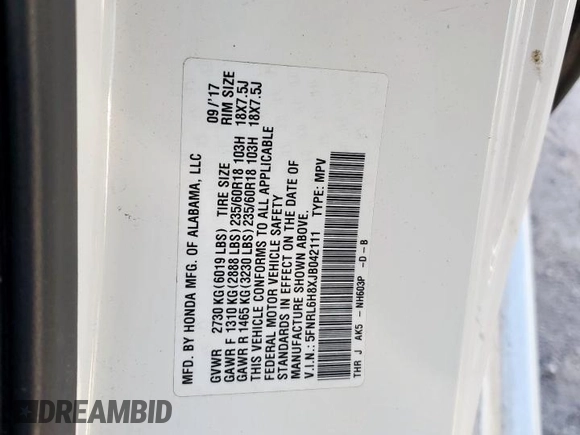 MFD. BY HONDA MFG. OF ALABAMA, LLC 09/'17
GVWR 2730 KG(6019 LBS) TIRE SIZE RIM SIZE
GAWR F 1310 KG(2888 LBS)235/60R18 103H 18X7.5J
GAWR R 1465 KG(3230 LBS)235/60R18 103H 18X7.5J
THIS VEHICLE CONFORMS TO ALL APPLICABLE
FEDERAL MOTOR VEHICLE SAFETY
STANDARDS IN EFFECT ON THE DATE OF
MANUFACTURE SHOWN ABOVE.
V.I.N.: 5FNRL6H8XJB042111 TYPE: MPV
THR J AK5 - NH603P -D-B
DREAMBID